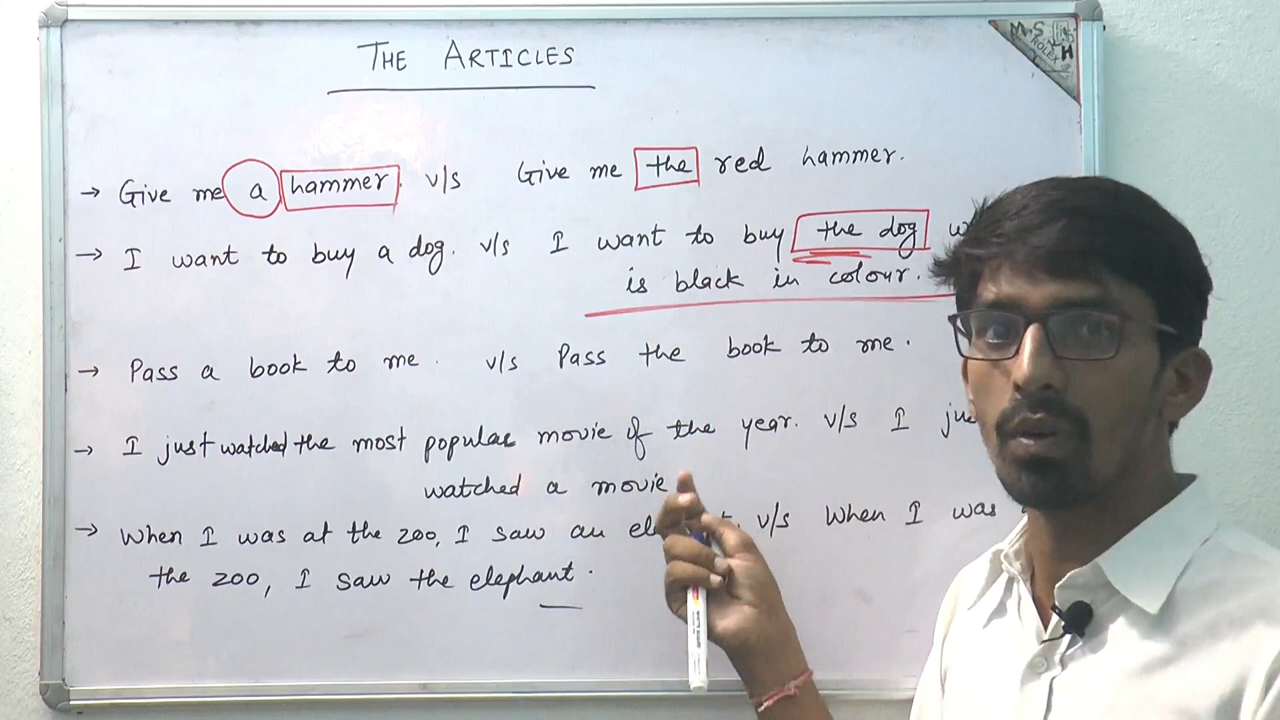 THE ARTICLES
M.S
ROLEX
H
→ Give me a hammer. v/s Give me the red hammer.
→ I want to buy a dog. v/s I want to buy the dog
is black in colour.
→ Pass a book to me. v/s Pass the book to me.
→ I just watched the most popular movie of the year. v/s I
watched a movie
→ When I was at the zoo, I saw an v/s When I was
the zoo, I saw the elephant.